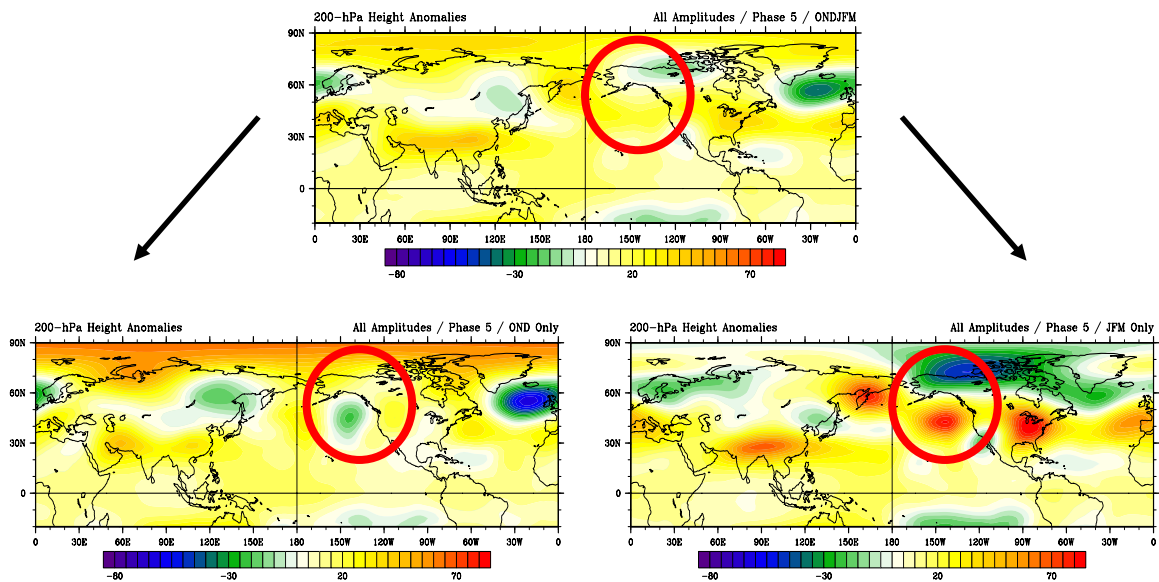 200-hPa Height Anomalies All Amplitudes / Phase 5 / ONDJFM
90N
60N
30N
0
0 30E 60E 90E 120E 150E 180 150W 120W 90W 60W 30W 0
-80 -30 20 70
200-hPa Height Anomalies All Amplitudes / Phase 5 / OND Only
90N
60N
30N
0
0 30E 60E 90E 120E 150E 180 150W 120W 90W 60W 30W 0
-80 -30 20 70
200-hPa Height Anomalies All Amplitudes / Phase 5 / JFM Only
90N
60N
30N
0
0 30E 60E 90E 120E 150E 180 150W 120W 90W 60W 30W 0
-80 -30 20 70